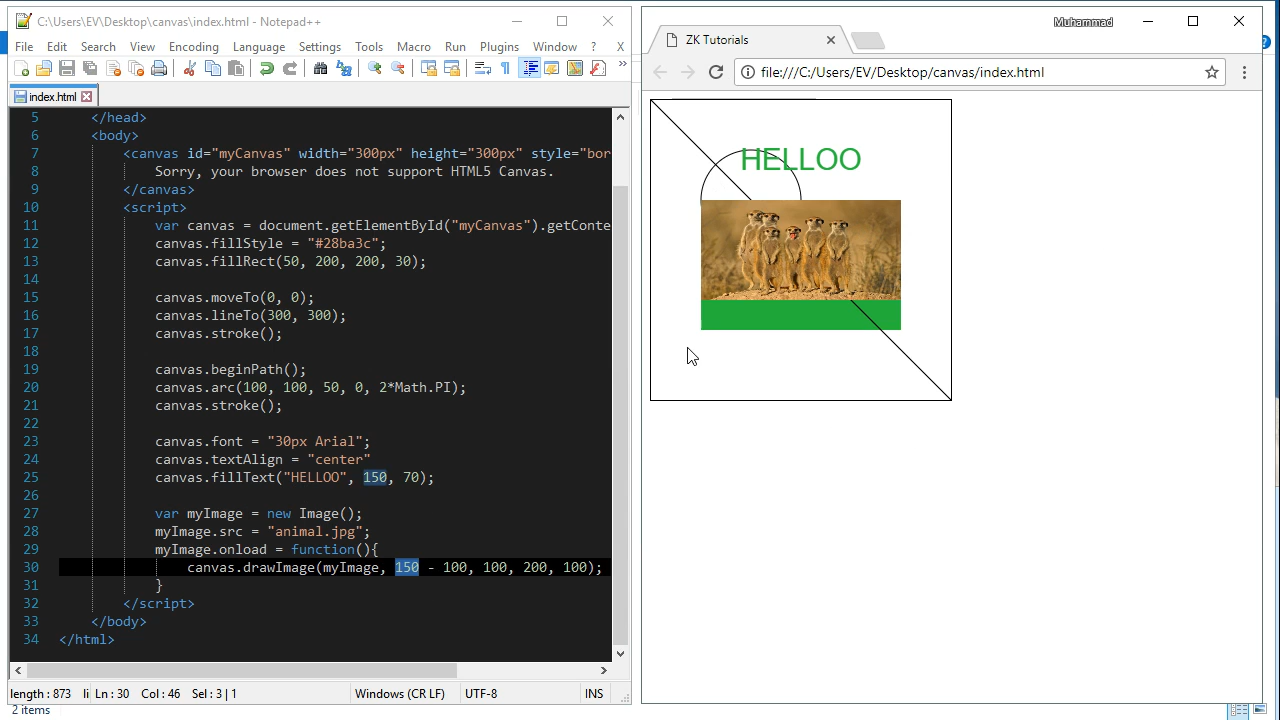 C:\Users\EV\Desktop\canvas\index.html - Notepad++
File Edit Search View Encoding Language Settings Tools Macro Run Plugins Window ? X
index.html
5 </head>
6 <body>
7 <canvas id="myCanvas" width="300px" height="300px" style="bor
8 Sorry, your browser does not support HTML5 Canvas.
9 </canvas>
10 <script>
11 var canvas = document.getElementById("myCanvas").getConte
12 canvas.fillStyle = "#28ba3c";
13 canvas.fillRect(50, 200, 200, 30);
14
15 canvas.moveTo(0, 0);
16 canvas.lineTo(300, 300);
17 canvas.stroke();
18
19 canvas.beginPath();
20 canvas.arc(100, 100, 50, 0, 2*Math.PI);
21 canvas.stroke();
22
23 canvas.font = "30px Arial";
24 canvas.textAlign = "center"
25 canvas.fillText("HELLOO", 150, 70);
26
27 var myImage = new Image();
28 myImage.src = "animal.jpg";
29 myImage.onload = function(){
30 canvas.drawImage(myImage, 150 - 100, 100, 200, 100);
31 }
32 </script>
33 </body>
34 </html>
length : 873 li Ln : 30 Col : 46 Sel : 3 | 1 Windows (CR LF) UTF-8 INS
2 items
Muhammad
ZK Tutorials
file:///C:/Users/EV/Desktop/canvas/index.html
HELLOO